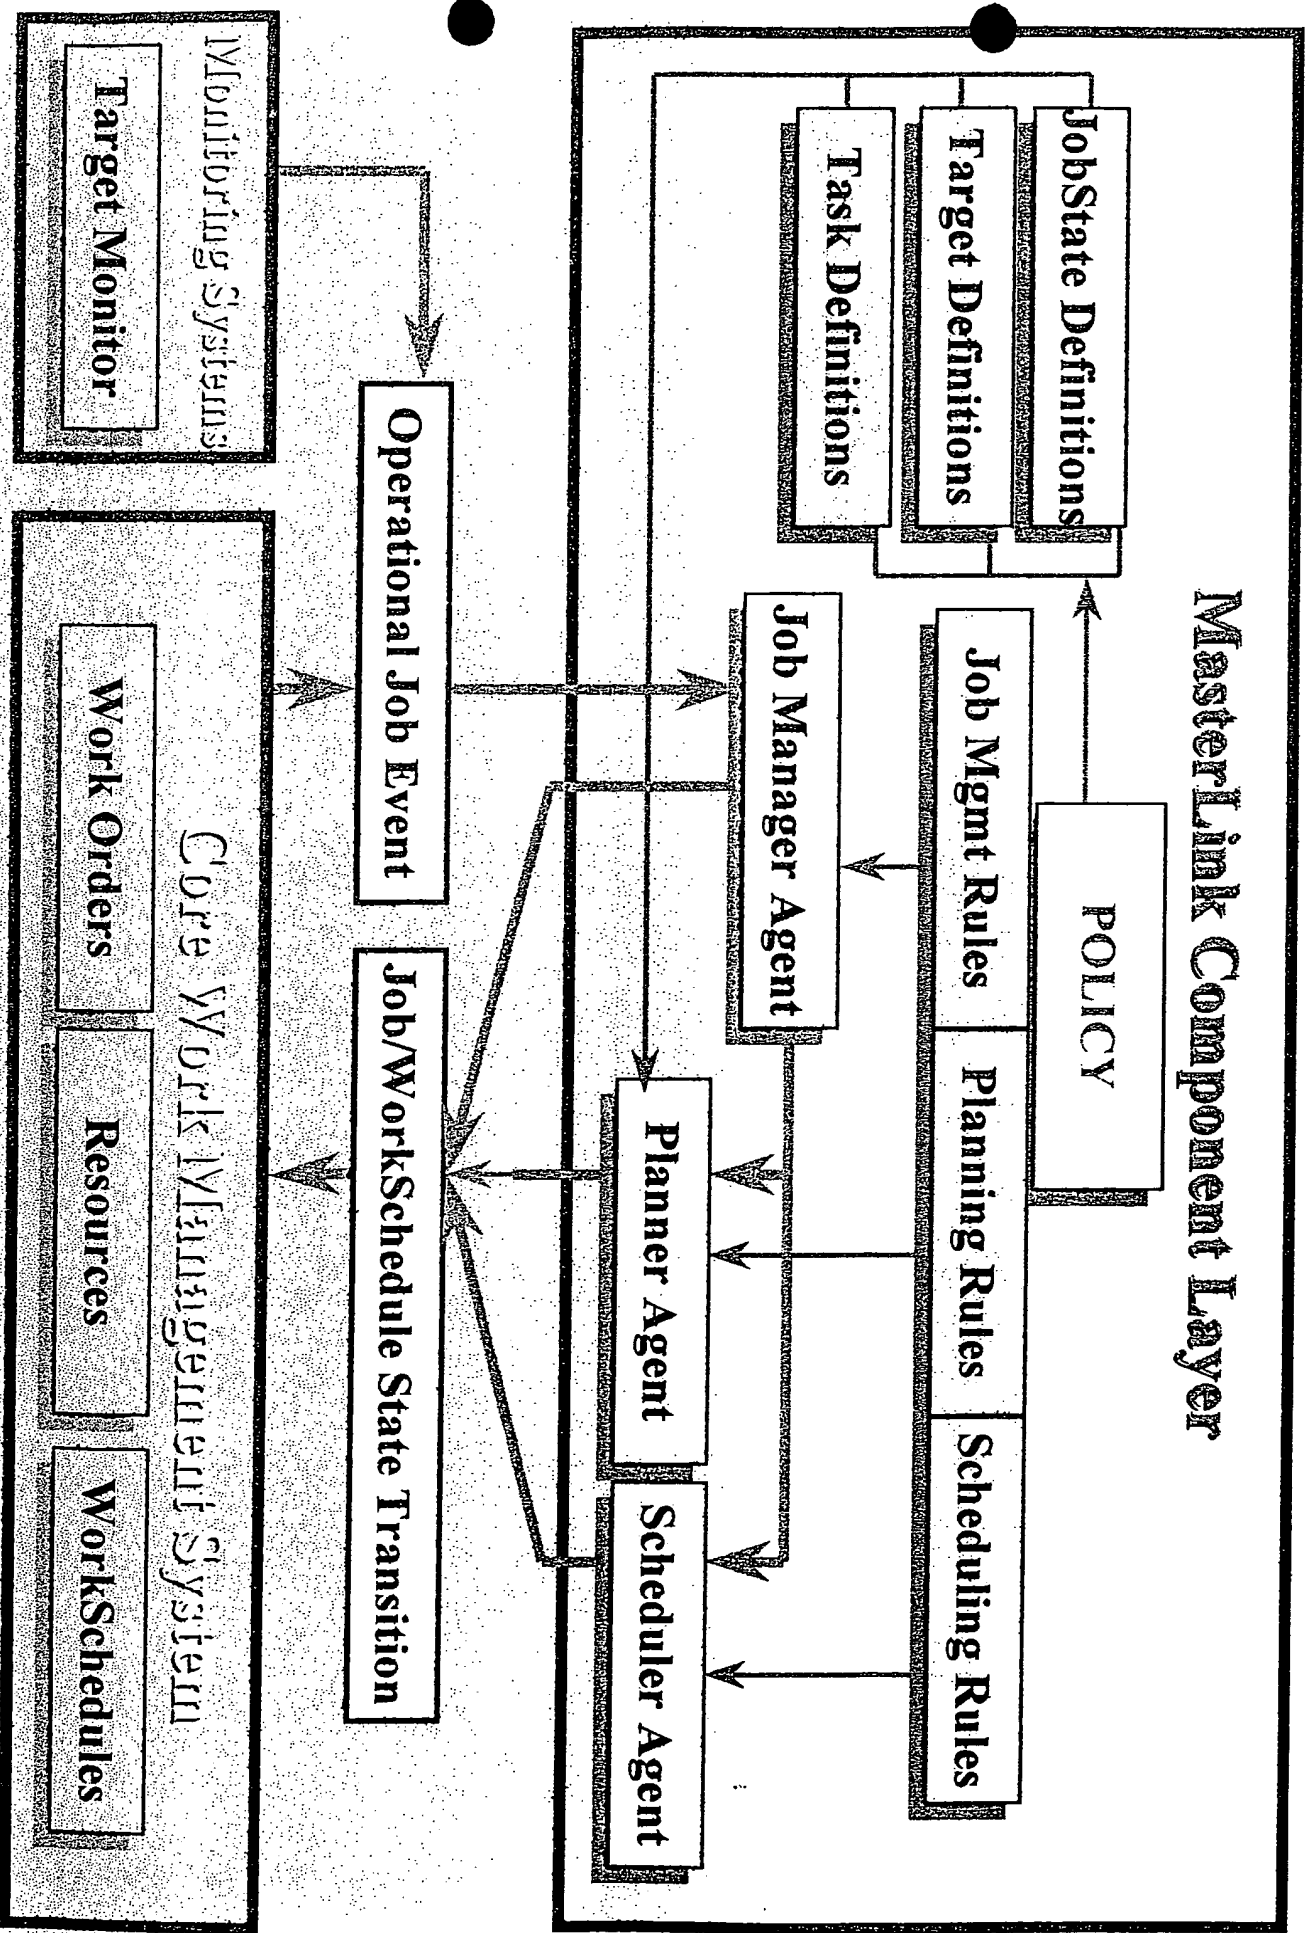 MasterLink Component Layer
POLICY
JobState Definitions
Target Definitions
Task Definitions
Job Mgmt Rules
Planning Rules
Scheduling Rules
Job Manager Agent
Planner Agent
Scheduler Agent
Operational Job Event
Job/WorkSchedule State Transition
Monitoring Systems
Target Monitor
Core Work Management System
Work Orders
Resources
WorkSchedules